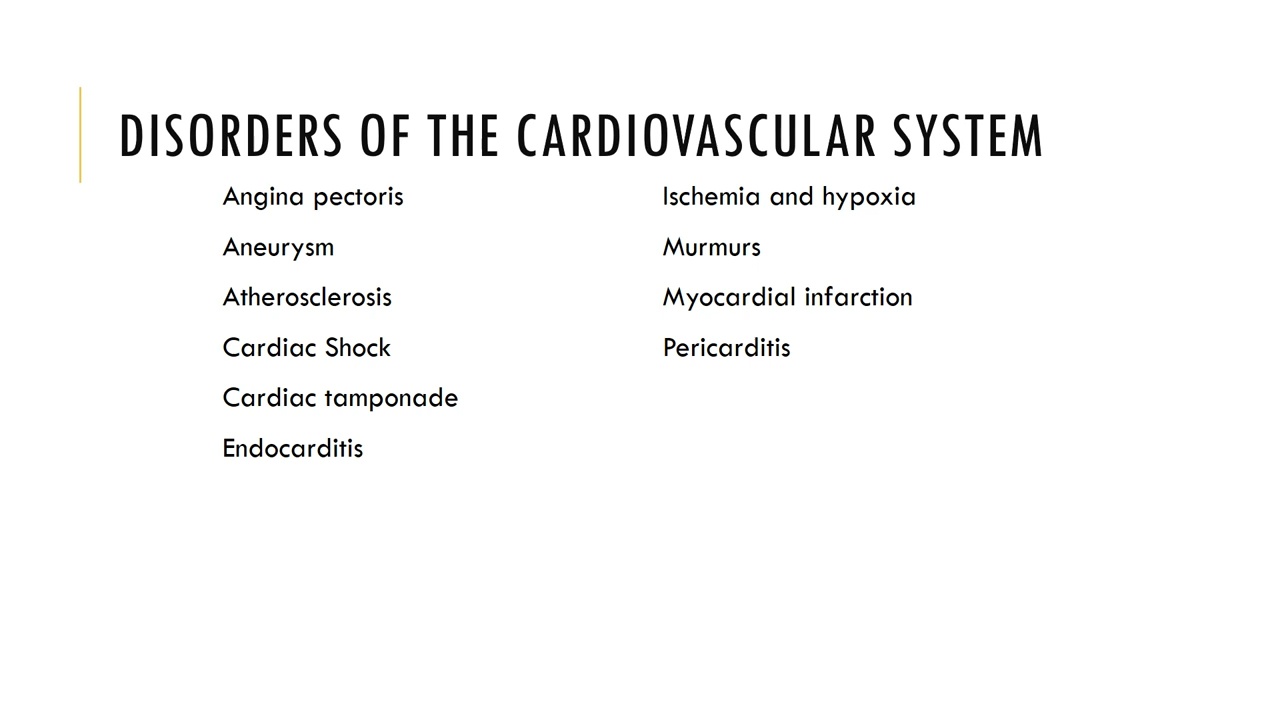 DISORDERS OF THE CARDIOVASCULAR SYSTEM
Angina pectoris
Aneurysm
Atherosclerosis
Cardiac Shock
Cardiac tamponade
Endocarditis
Ischemia and hypoxia
Murmurs
Myocardial infarction
Pericarditis